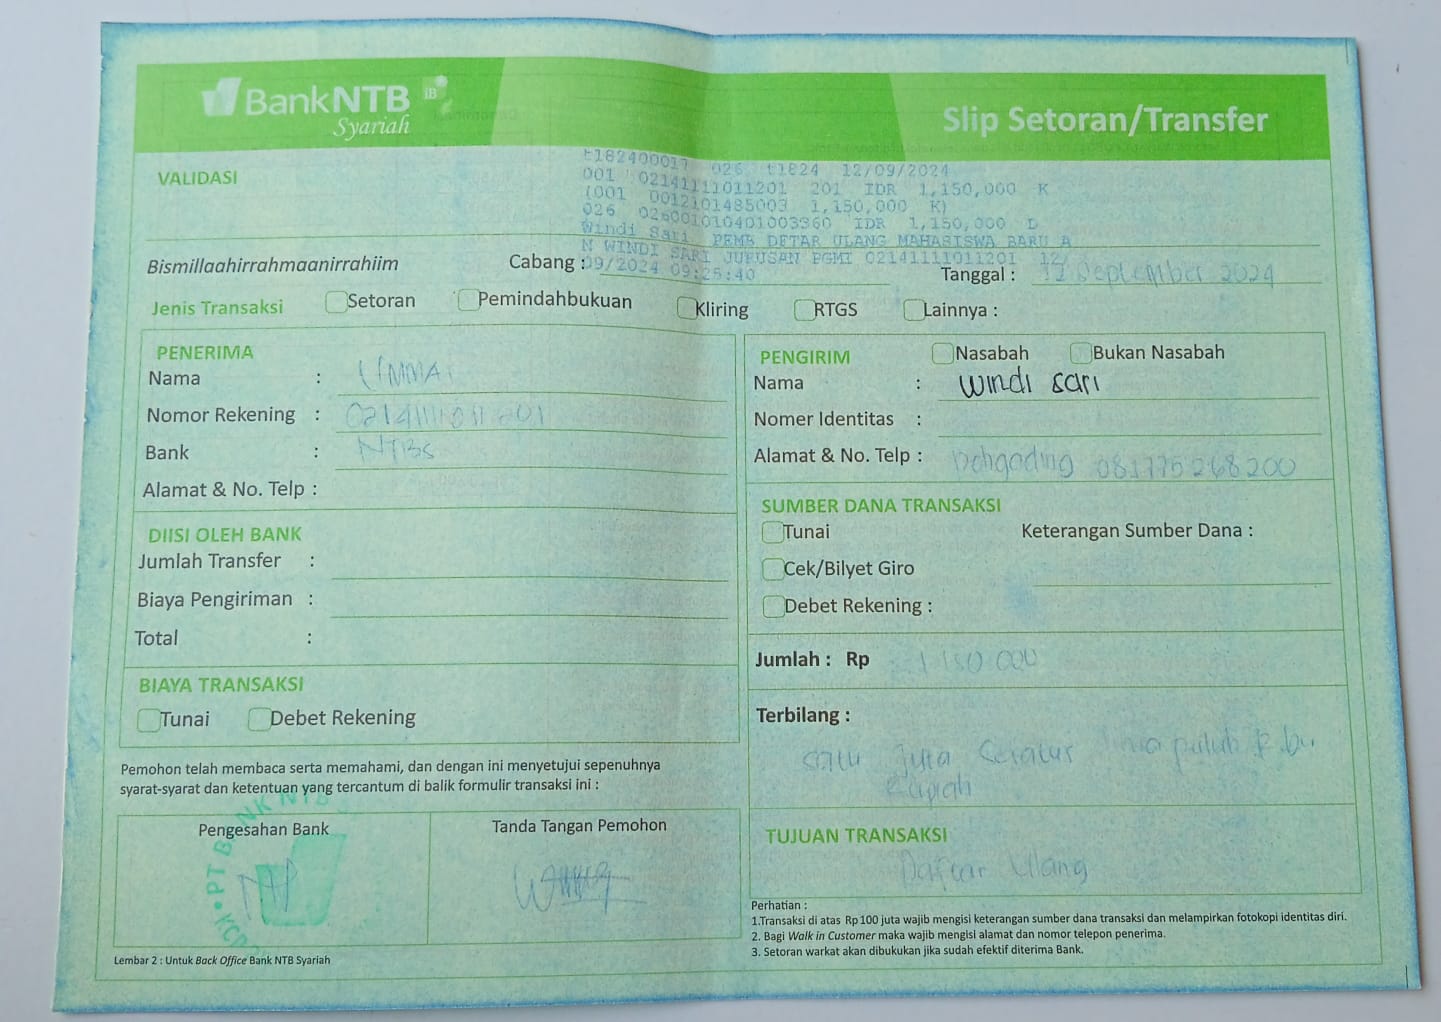 BankNTB iB
Syariah
Slip Setoran/Transfer
VALIDASI
t182400017 026 t1824 12/09/2024
001 02141111011201 201 IDR 1,150,000 K
(001 0012101485003 1,150,000 K)
026 026001010401003360 IDR 1,150,000 D
Windi Sari PEMB DETAR ULANG MAHASISWA BARU A
N WINDI SARI JURUSAN PGMI 02141111011201 12/
09/2024 09:25:40
Bismillaahirrahmaanirrahiim
Cabang :
Tanggal : 12 September 2024
Jenis Transaksi Setoran Pemindahbukuan Kliring RTGS Lainnya :
PENERIMA
Nama : UMMAT
Nomor Rekening : 02141111011201
Bank : NTBS
Alamat & No. Telp :
DIISI OLEH BANK
Jumlah Transfer :
Biaya Pengiriman :
Total :
BIAYA TRANSAKSI
Tunai Debet Rekening
PENGIRIM Nasabah Bukan Nasabah
Nama : Windi Sari
Nomer Identitas :
Alamat & No. Telp : 081775268200
SUMBER DANA TRANSAKSI
Tunai Keterangan Sumber Dana :
Cek/Bilyet Giro
Debet Rekening :
Jumlah : Rp 1.150.000
Terbilang :
Satu Juta Seratus lima puluh Ribu
Rupiah
TUJUAN TRANSAKSI
Daftar Ulang
Pemohon telah membaca serta memahami, dan dengan ini menyetujui sepenuhnya
syarat-syarat dan ketentuan yang tercantum di balik formulir transaksi ini :
Pengesahan Bank
Tanda Tangan Pemohon
Perhatian :
1.Transaksi di atas Rp100 juta wajib mengisi keterangan sumber dana transaksi dan melampirkan fotokopi identitas diri.
2. Bagi Walk in Customer maka wajib mengisi alamat dan nomor telepon penerima.
3. Setoran warkat akan dibukukan jika sudah efektif diterima Bank.
Lembar 2 : Untuk Back Office Bank NTB Syariah